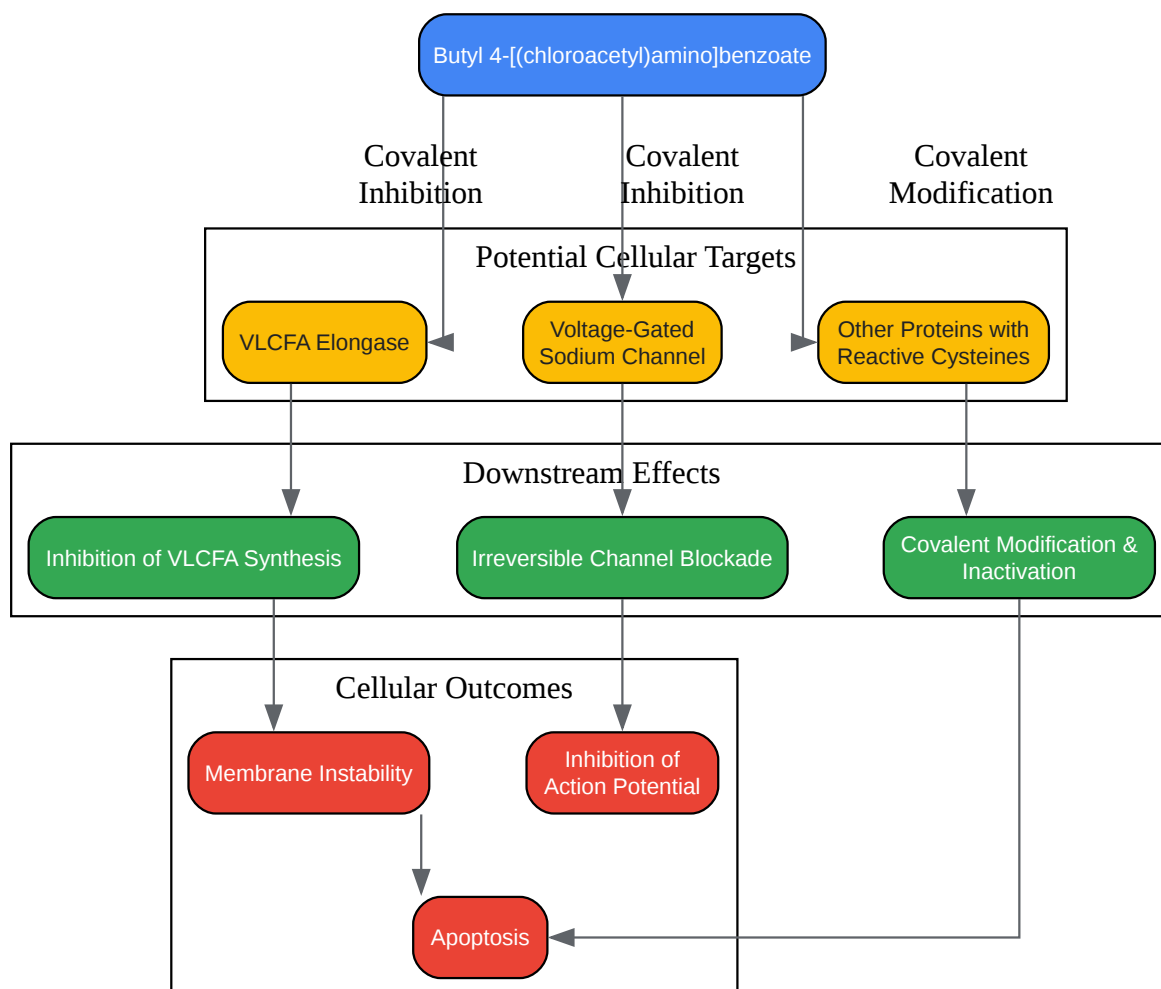 Butyl 4-[(chloroacetyl)amino]benzoate
Covalent
Inhibition
Covalent
Inhibition
Covalent
Modification
Potential Cellular Targets
VLCFA Elongase
Voltage-Gated
Sodium Channel
Other Proteins with
Reactive Cysteines
Downstream Effects
Inhibition of VLCFA Synthesis
Irreversible Channel Blockade
Covalent Modification &
Inactivation
Cellular Outcomes
Membrane Instability
Inhibition of
Action Potential
Apoptosis